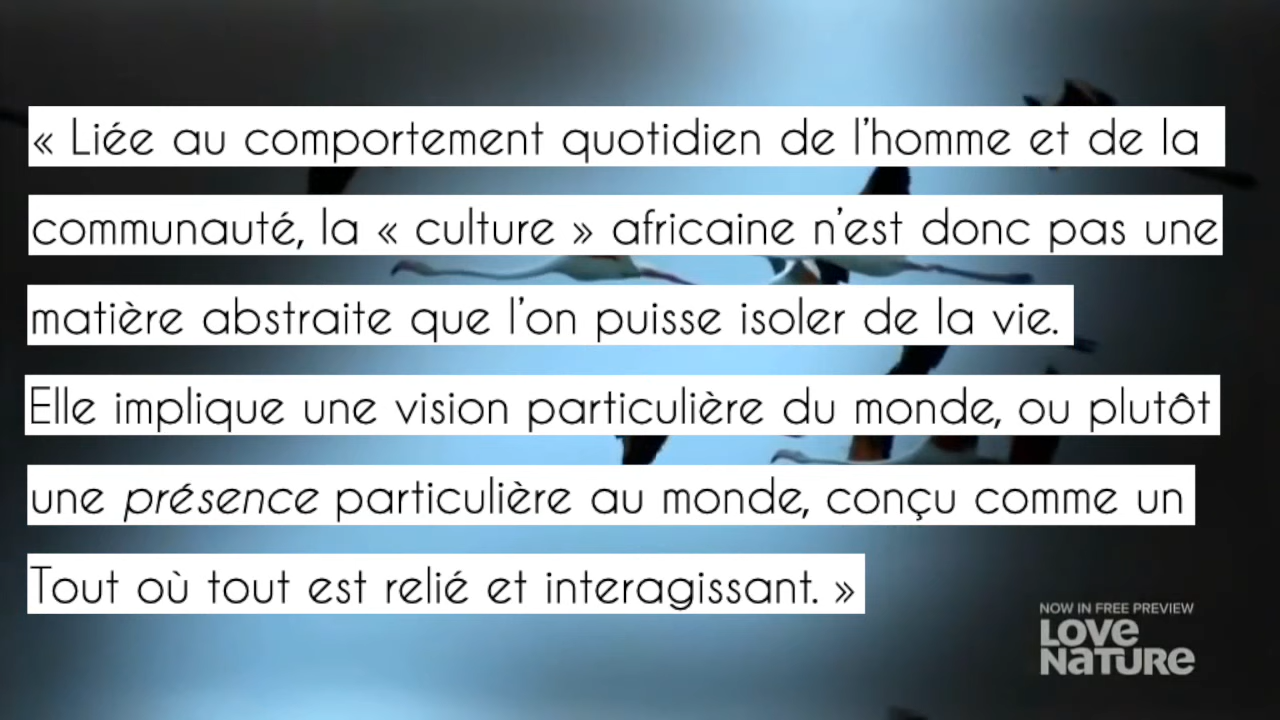 « Liée au comportement quotidien de l'homme et de la
communauté, la « culture » africaine n'est donc pas une
matière abstraite que l'on puisse isoler de la vie.
Elle implique une vision particulière du monde, ou plutôt
une présence particulière au monde, conçu comme un
Tout où tout est relié et interagissant. »
NOW IN FREE PREVIEW
LOVE
NATURE